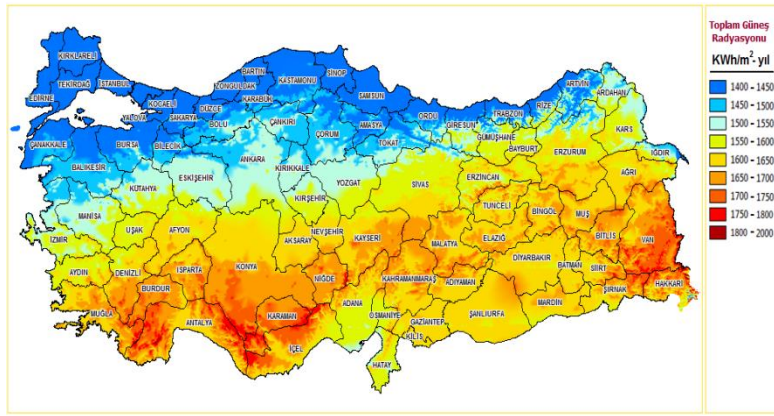 Toplam Güneş
Radyasyonu
KWh/m²- yıl
1400 - 1450
1450 - 1500
1500 - 1550
1550 - 1600
1600 - 1650
1650 - 1700
1700 - 1750
1750 - 1800
1800 - 2000
KIRKLARELİ
EDİRNE
TEKİRDAĞ
İSTANBUL
KOCAELİ
YALOVA
SAKARYA
DÜZCE
ZONGULDAK
BARTIN
KARABÜK
KASTAMONU
SİNOP
SAMSUN
ORDU
GİRESUN
TRABZON
RİZE
ARTVİN
ARDAHAN
KARS
IĞDIR
ÇANAKKALE
BALIKESİR
BURSA
BİLECİK
BOLU
ÇANKIRI
ÇORUM
AMASYA
TOKAT
GÜMÜŞHANE
BAYBURT
ERZURUM
AĞRI
KÜTAHYA
ESKİŞEHİR
ANKARA
KIRIKKALE
YOZGAT
SİVAS
ERZİNCAN
TUNCELİ
BİNGÖL
MUŞ
MANİSA
İZMİR
UŞAK
AFYON
KIRŞEHİR
NEVŞEHİR
AKSARAY
KAYSERİ
MALATYA
ELAZIĞ
BİTLİS
VAN
AYDIN
DENİZLİ
ISPARTA
BURDUR
KONYA
NİĞDE
KAHRAMANMARAŞ
ADIYAMAN
DİYARBAKIR
BATMAN
SİİRT
ŞIRNAK
HAKKARİ
MUĞLA
ANTALYA
KARAMAN
İÇEL
ADANA
OSMANİYE
GAZİANTEP
KİLİS
ŞANLIURFA
MARDİN
HATAY